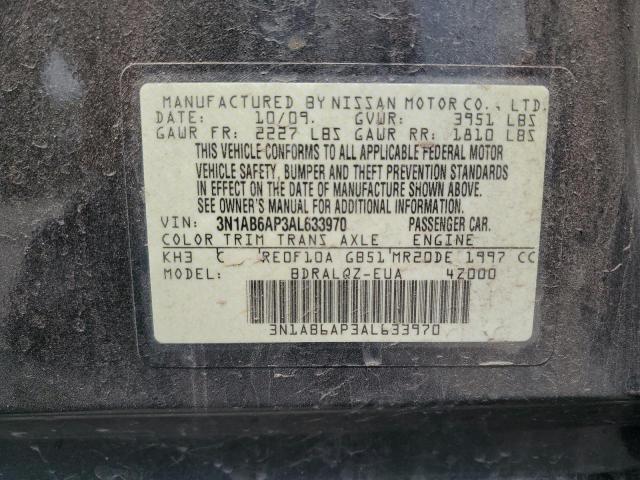 MANUFACTURED BY NISSAN MOTOR CO., LTD.
DATE: 10/09. GVWR: 3951 LBS
GAWR FR: 2227 LBS GAWR RR: 1810 LBS
THIS VEHICLE CONFORMS TO ALL APPLICABLE FEDERAL MOTOR
VEHICLE SAFETY, BUMPER AND THEFT PREVENTION STANDARDS
IN EFFECT ON THE DATE OF MANUFACTURE SHOWN ABOVE.
SEE OWNER'S MANUAL FOR ADDITIONAL INFORMATION.
VIN: 3N1AB6AP3AL633970 PASSENGER CAR.
COLOR TRIM TRANS AXLE ENGINE
KH3 RE0F10A GB51 MR20DE 1997 CC
MODEL: BDRALQZ-EUA 4Z000
3N1AB6AP3AL633970